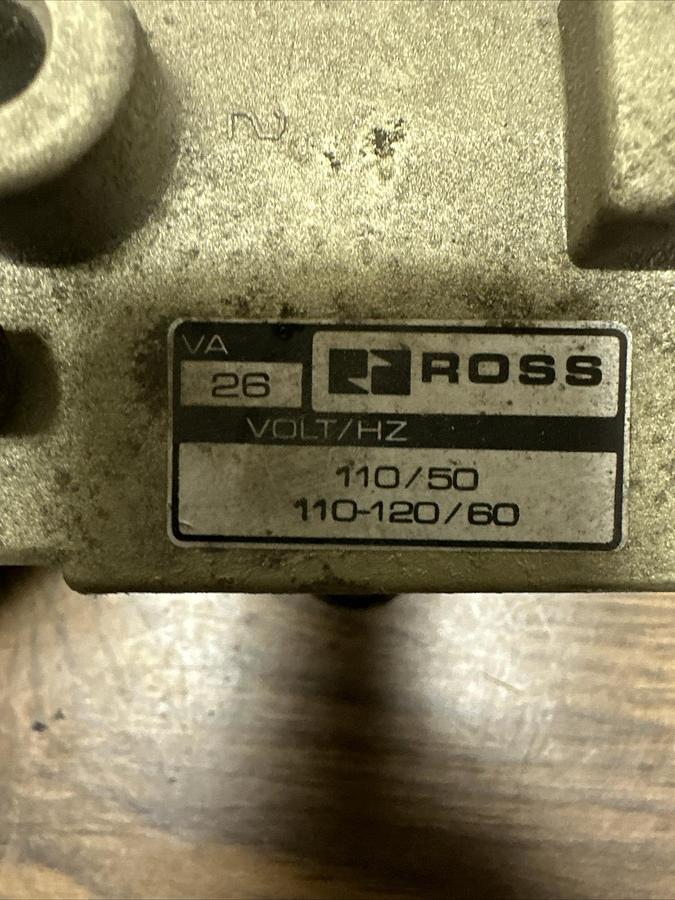 VA
26
ROSS
VOLT/HZ
110/50
110-120/60